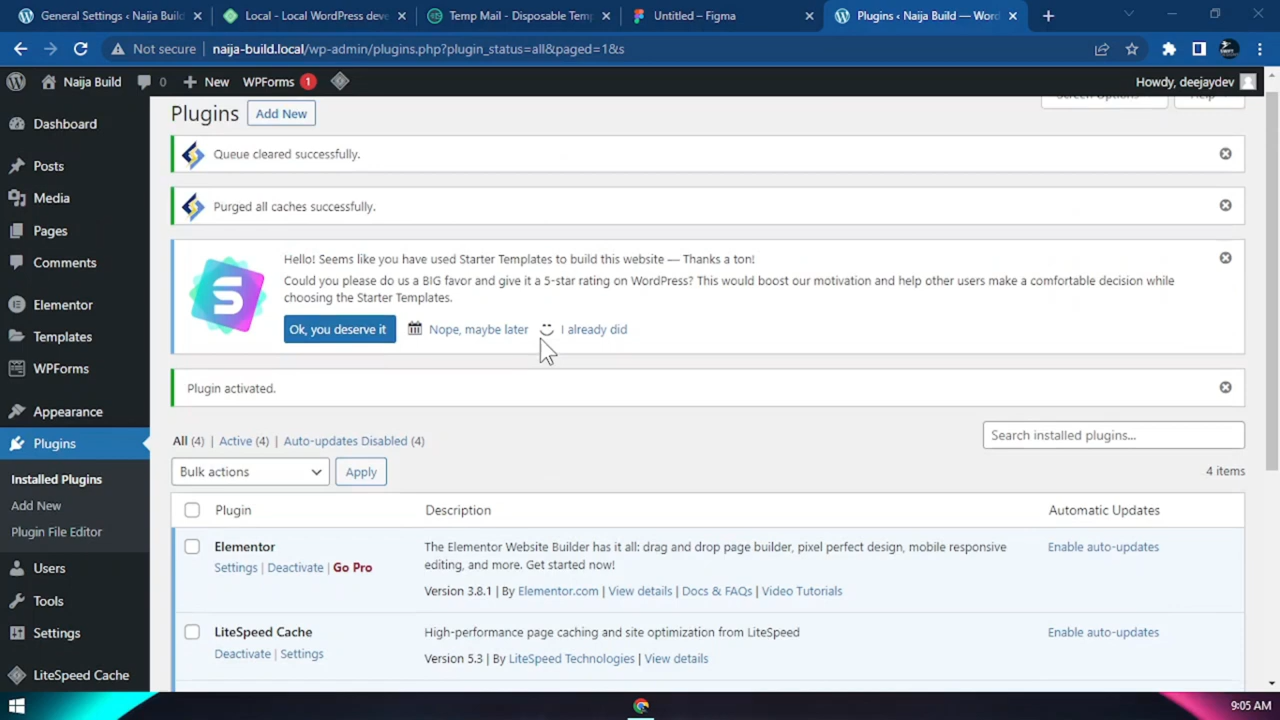 General Settings ‹ Naija Build
Local - Local WordPress deve
Temp Mail - Disposable Temp
Untitled – Figma
Plugins ‹ Naija Build — Word
Not secure
naija-build.local/wp-admin/plugins.php?plugin_status=all&paged=1&s
Naija Build
0
New
WPForms 1
Howdy, deejaydev
Dashboard
Posts
Media
Pages
Comments
Elementor
Templates
WPForms
Appearance
Plugins
Installed Plugins
Add New
Plugin File Editor
Users
Tools
Settings
LiteSpeed Cache
Plugins
Add New
Screen Options
Help
Queue cleared successfully.
Purged all caches successfully.
Hello! Seems like you have used Starter Templates to build this website — Thanks a ton!
Could you please do us a BIG favor and give it a 5-star rating on WordPress? This would boost our motivation and help other users make a comfortable decision while
choosing the Starter Templates.
Ok, you deserve it
Nope, maybe later
I already did
Plugin activated.
All (4) | Active (4) | Auto-updates Disabled (4)
Search installed plugins...
Bulk actions
Apply
4 items
Plugin
Description
Automatic Updates
Elementor
Settings | Deactivate | Go Pro
The Elementor Website Builder has it all: drag and drop page builder, pixel perfect design, mobile responsive
editing, and more. Get started now!
Version 3.8.1 | By Elementor.com | View details | Docs & FAQs | Video Tutorials
Enable auto-updates
LiteSpeed Cache
Deactivate | Settings
High-performance page caching and site optimization from LiteSpeed
Version 5.3 | By LiteSpeed Technologies | View details
Enable auto-updates
9:05 AM